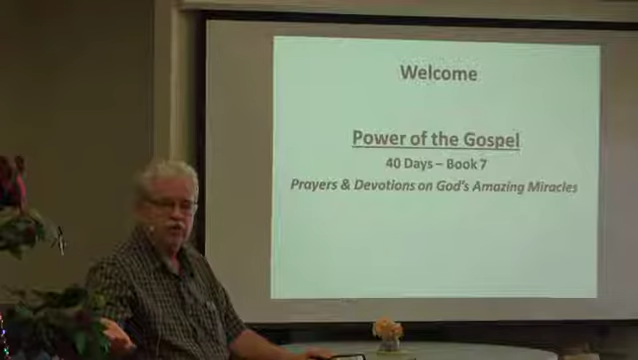 Welcome
Power of the Gospel
40 Days – Book 7
Prayers & Devotions on God's Amazing Miracles